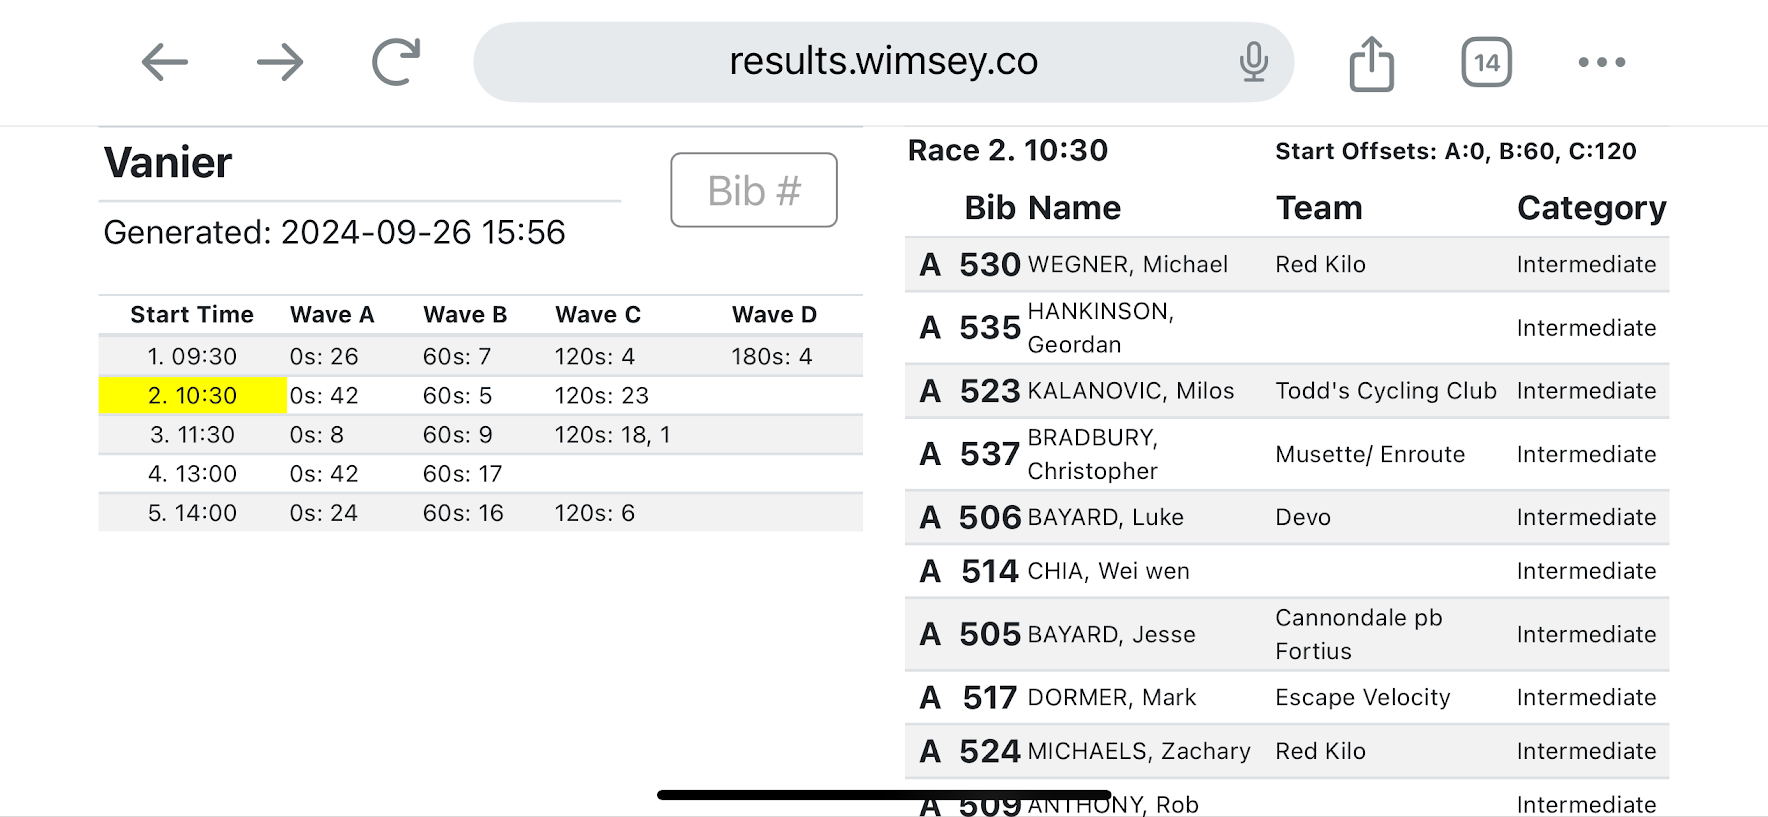 results.wimsey.co
14
Vanier
Bib #
Generated: 2024-09-26 15:56
Start Time Wave A Wave B Wave C Wave D
1. 09:30 0s: 26 60s: 7 120s: 4 180s: 4
2. 10:30 0s: 42 60s: 5 120s: 23
3. 11:30 0s: 8 60s: 9 120s: 18, 1
4. 13:00 0s: 42 60s: 17
5. 14:00 0s: 24 60s: 16 120s: 6
Race 2. 10:30 Start Offsets: A:0, B:60, C:120
Bib Name Team Category
A 530 WEGNER, Michael Red Kilo Intermediate
A 535 HANKINSON,
Geordan Intermediate
A 523 KALANOVIC, Milos Todd's Cycling Club Intermediate
A 537 BRADBURY,
Christopher Musette/ Enroute Intermediate
A 506 BAYARD, Luke Devo Intermediate
A 514 CHIA, Wei wen Intermediate
A 505 BAYARD, Jesse Cannondale pb
Fortius Intermediate
A 517 DORMER, Mark Escape Velocity Intermediate
A 524 MICHAELS, Zachary Red Kilo Intermediate
A 509 ANTHONY, Rob Intermediate